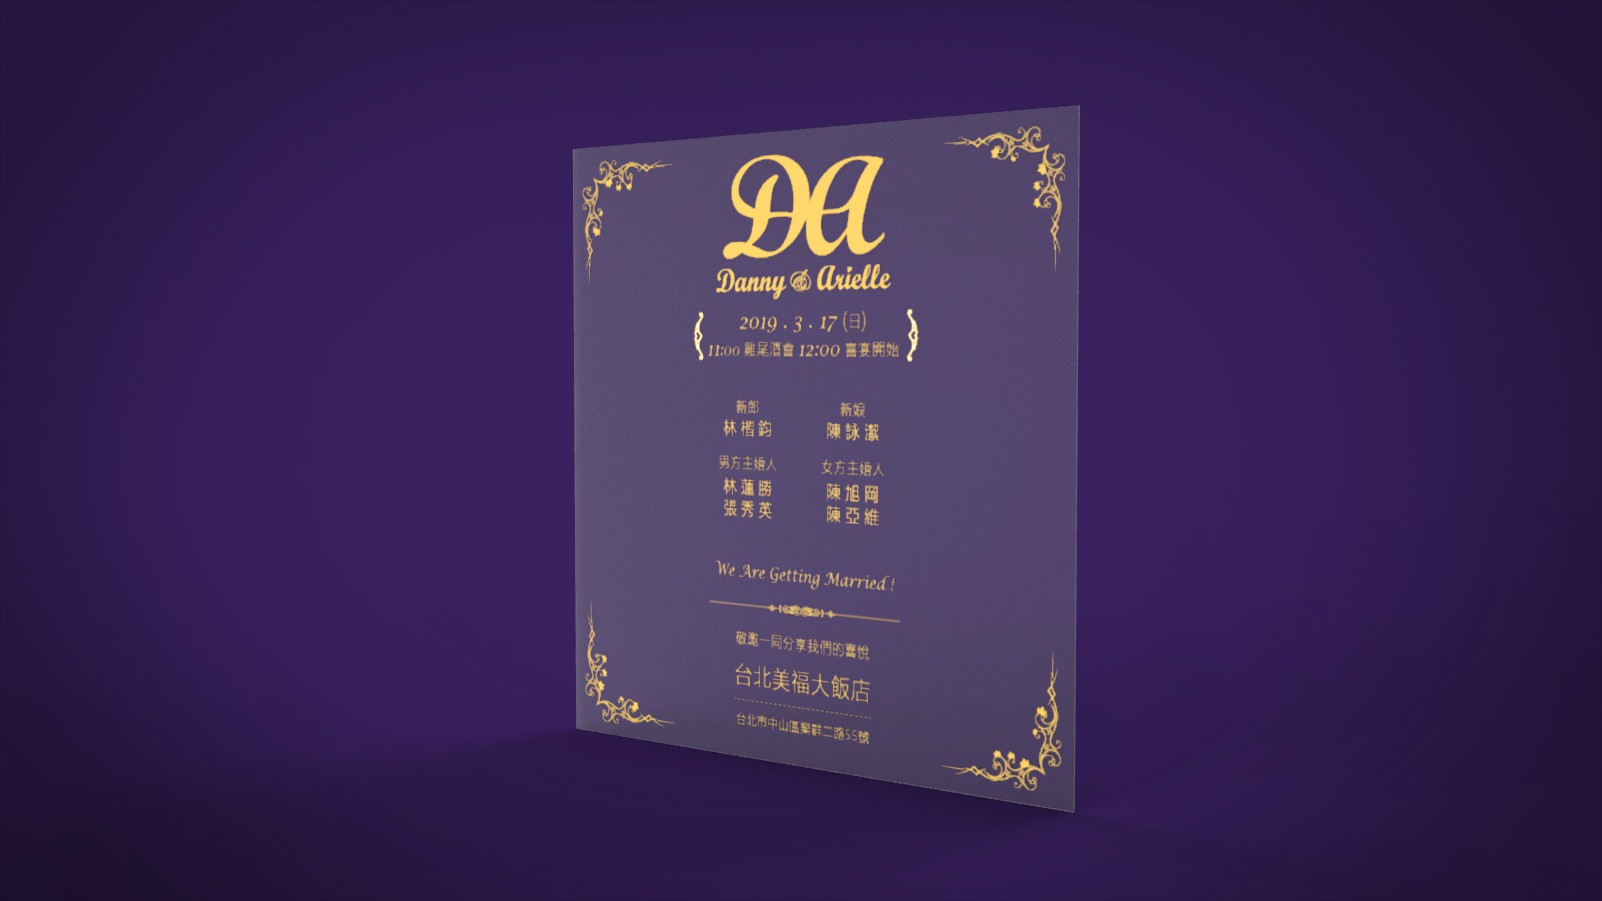 DA
Danny & Arielle
2019 . 3 . 17 (日)
11:00 雞尾酒會 12:00 喜宴開始
新郎 新娘
林楷鈞 陳詠潔
男方主婚人 女方主婚人
林蓮勝 陳旭岡
張秀英 陳亞維
We Are Getting Married !
敬邀一同分享我們的喜悅
台北美福大飯店
台北市中山區樂群二路55號